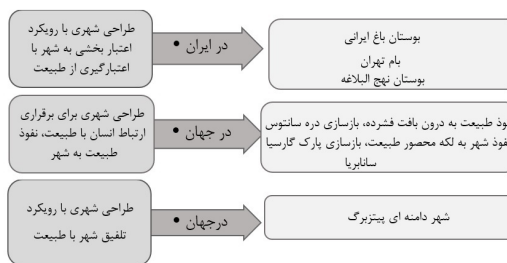 طراحی شهری با رویکرد
اعتبار بخشی به شهر با
اعتبارگیری از طبیعت
در ایران •
بوستان باغ ایرانی
بام تهران
بوستان نهج البلاغه
طراحی شهری برای برقراری
ارتباط انسان با طبیعت، نفوذ
طبیعت به شهر
در جهان •
طبیعت به درون بافت فشرده، بازسازی دره سانتوس
شهر به لکه محصور طبیعت، بازسازی پارک گارسیا
سانابریا
طراحی شهری با رویکرد
تلفیق شهر با طبیعت
درجهان •
شهر دامنه ای پیتزبرگ